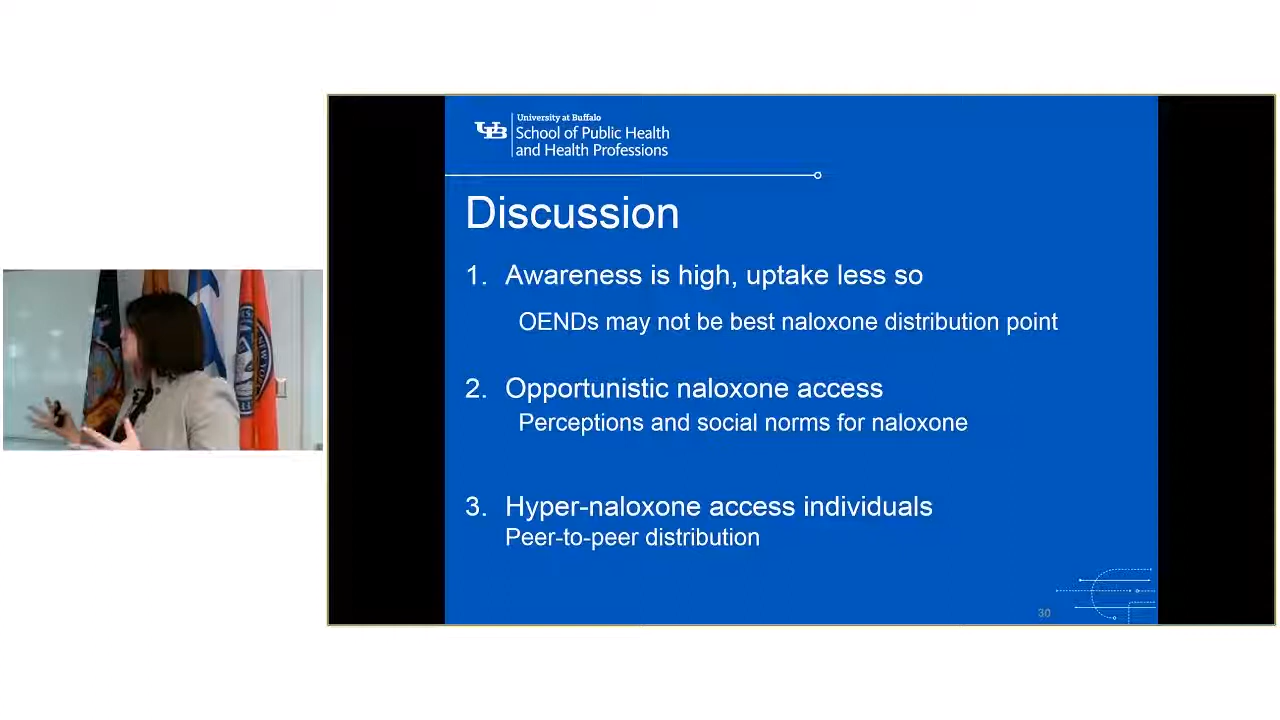 University at Buffalo
School of Public Health
and Health Professions
Discussion
1. Awareness is high, uptake less so
OENDs may not be best naloxone distribution point
2. Opportunistic naloxone access
Perceptions and social norms for naloxone
3. Hyper-naloxone access individuals
Peer-to-peer distribution
30